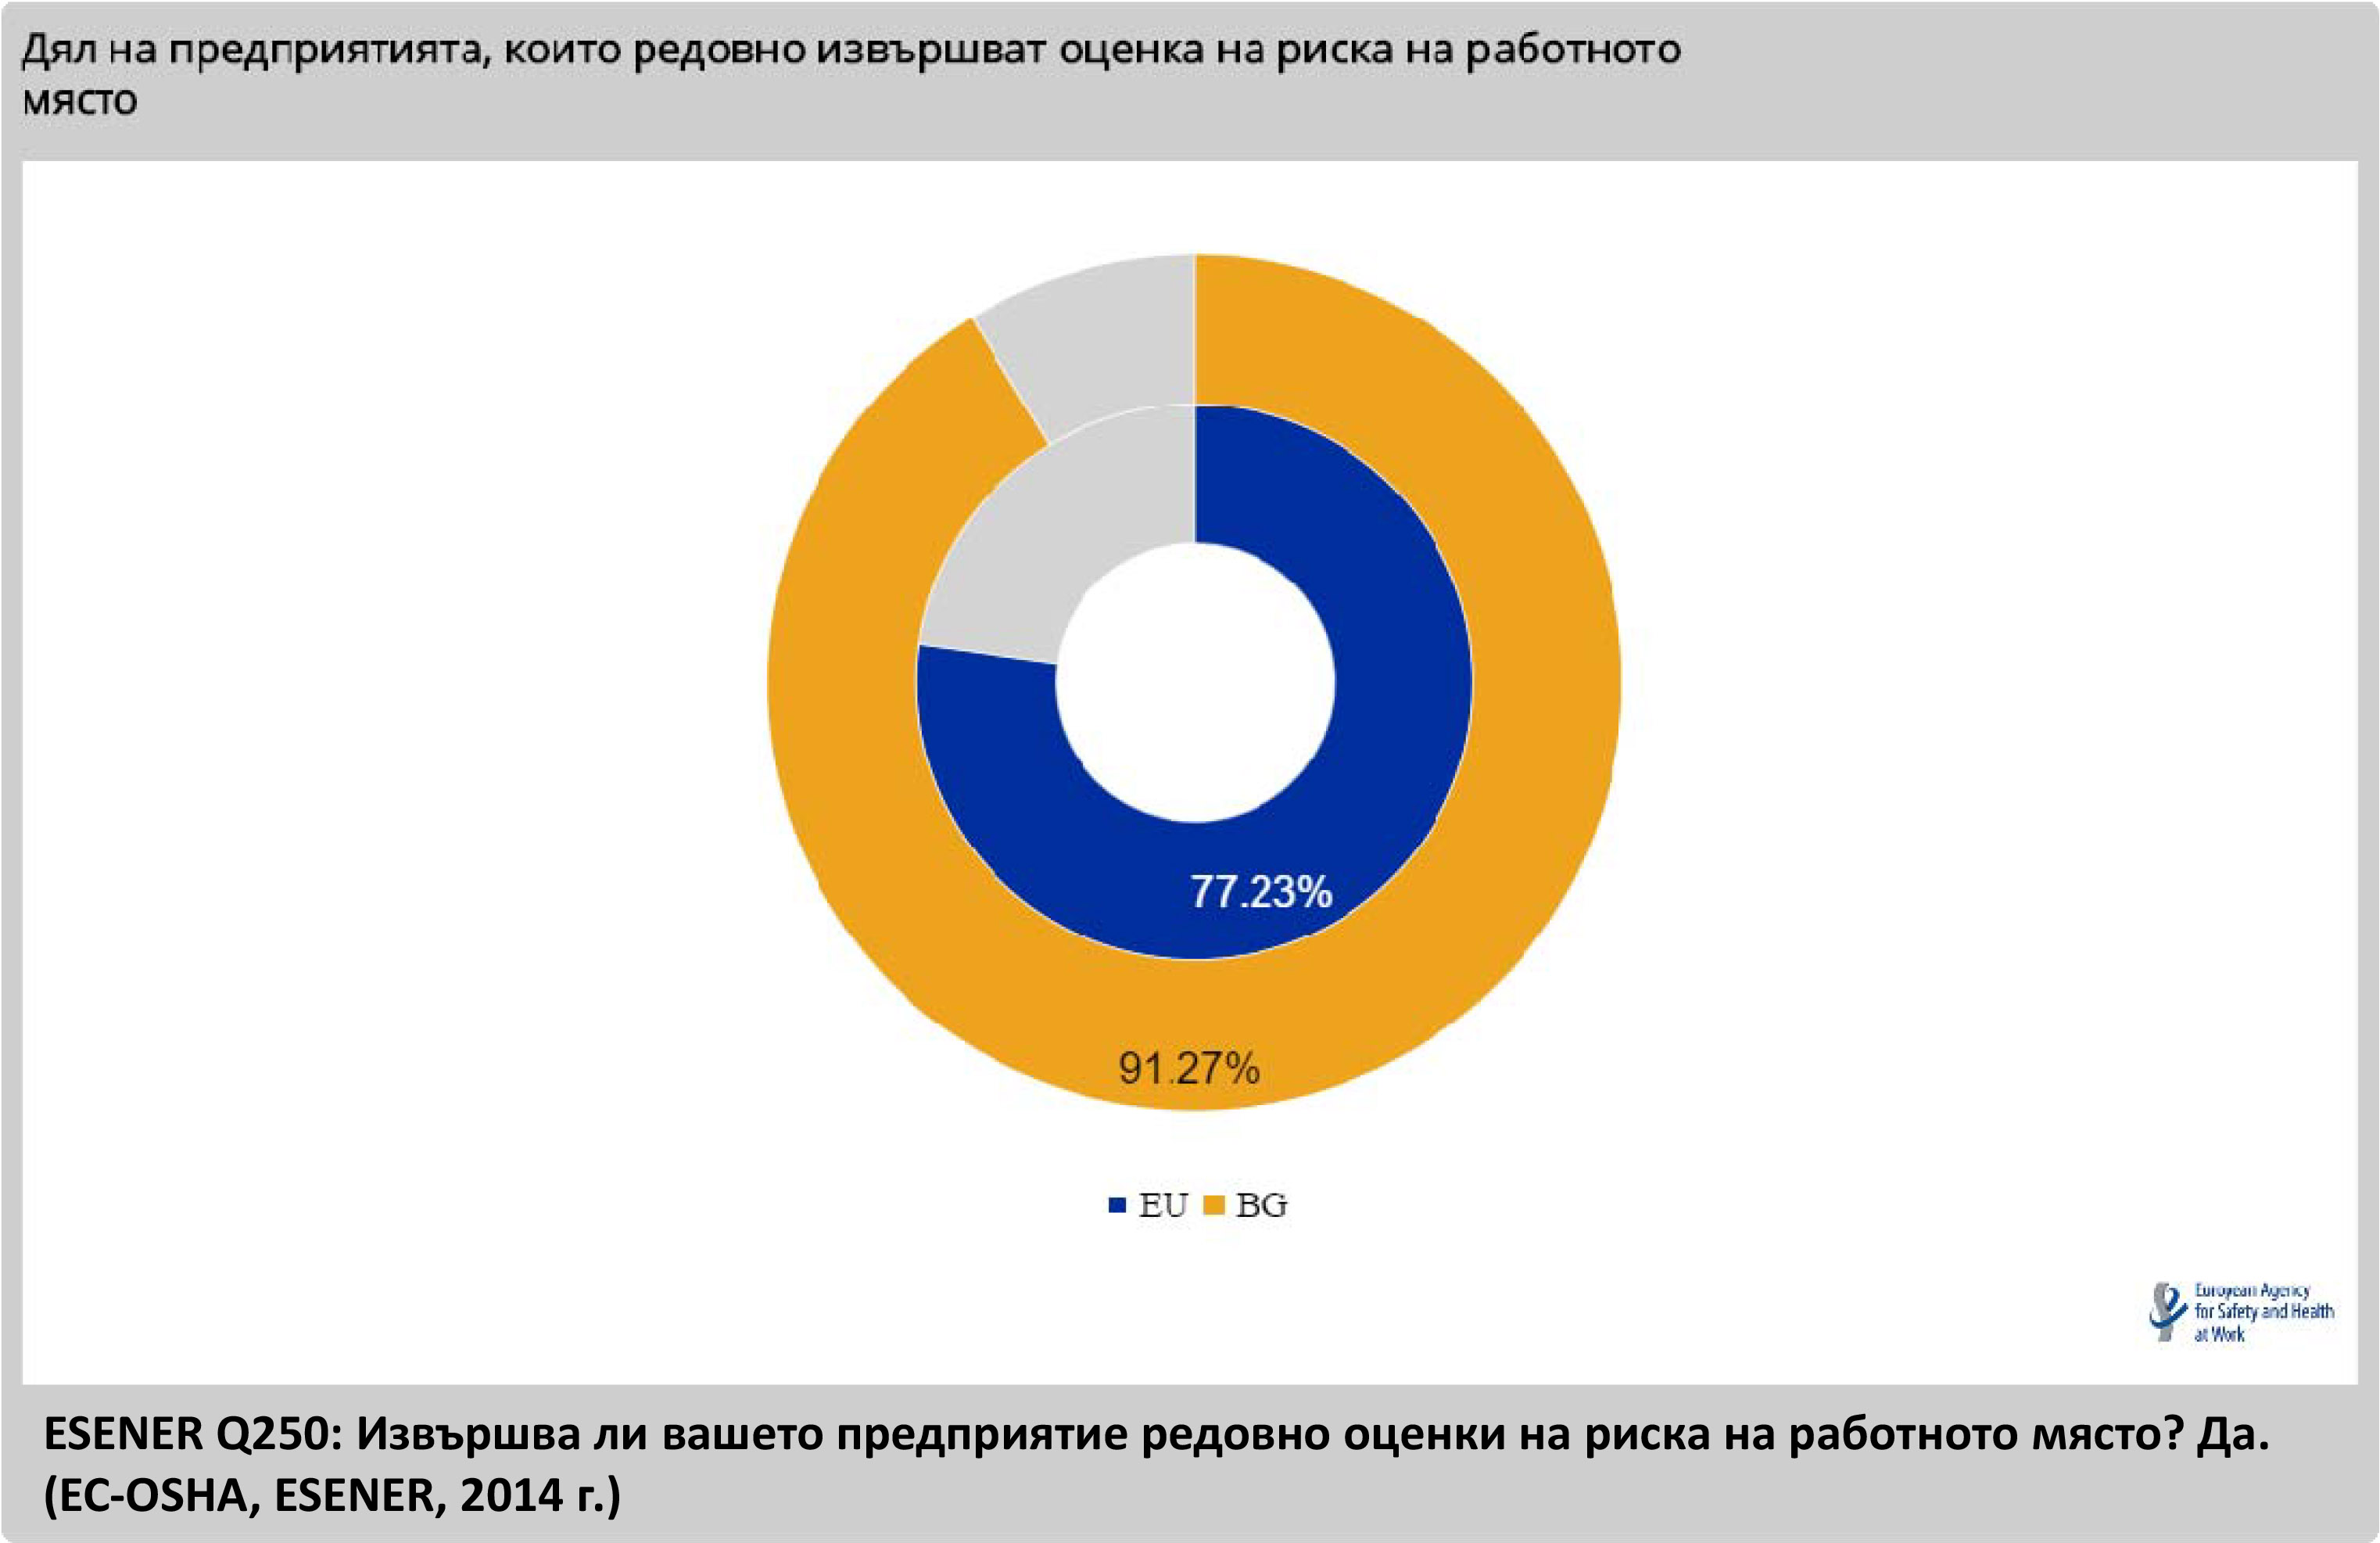 Дял на предприятията, които редовно извършват оценка на риска на работното
място
77.23%
91.27%
EU BG
European Agency
for Safety and Health
at Work
ESENER Q250: Извършва ли вашето предприятие редовно оценки на риска на работното място? Да.
(ЕС-OSHA, ESENER, 2014 г.)